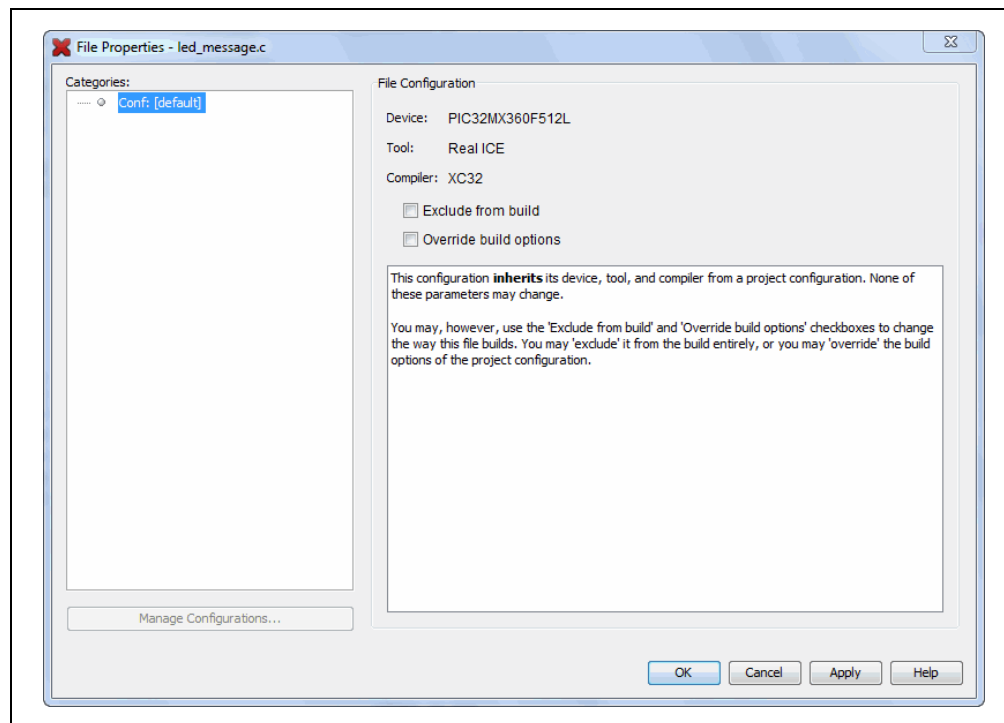 File Properties - led_message.c
Categories:
Conf: [default]
File Configuration
Device: PIC32MX360F512L
Tool: Real ICE
Compiler: XC32
Exclude from build
Override build options
This configuration inherits its device, tool, and compiler from a project configuration. None of
these parameters may change.
You may, however, use the 'Exclude from build' and 'Override build options' checkboxes to change
the way this file builds. You may 'exclude' it from the build entirely, or you may 'override' the build
options of the project configuration.
Manage Configurations...
OK Cancel Apply Help